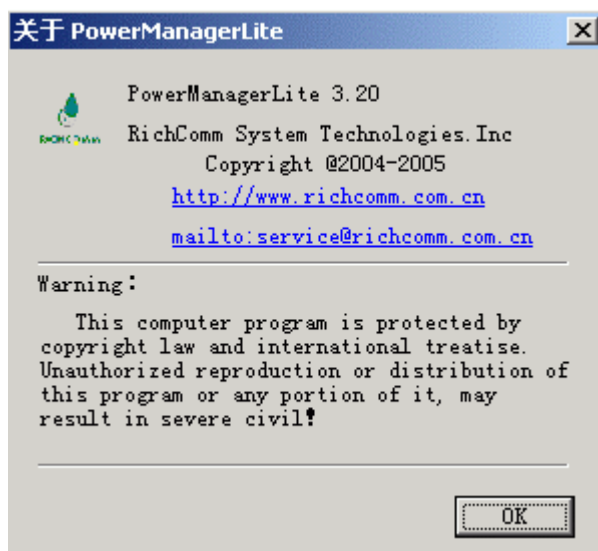 关于 PowerManagerLite
PowerManagerLite 3.20
RichComm System Technologies.Inc
Copyright @2004-2005
http://www.richcomm.com.cn
mailto:service@richcomm.com.cn
Warning：
This computer program is protected by
copyright law and international treatise.
Unauthorized reproduction or distribution of
this program or any portion of it, may
result in severe civil！
OK